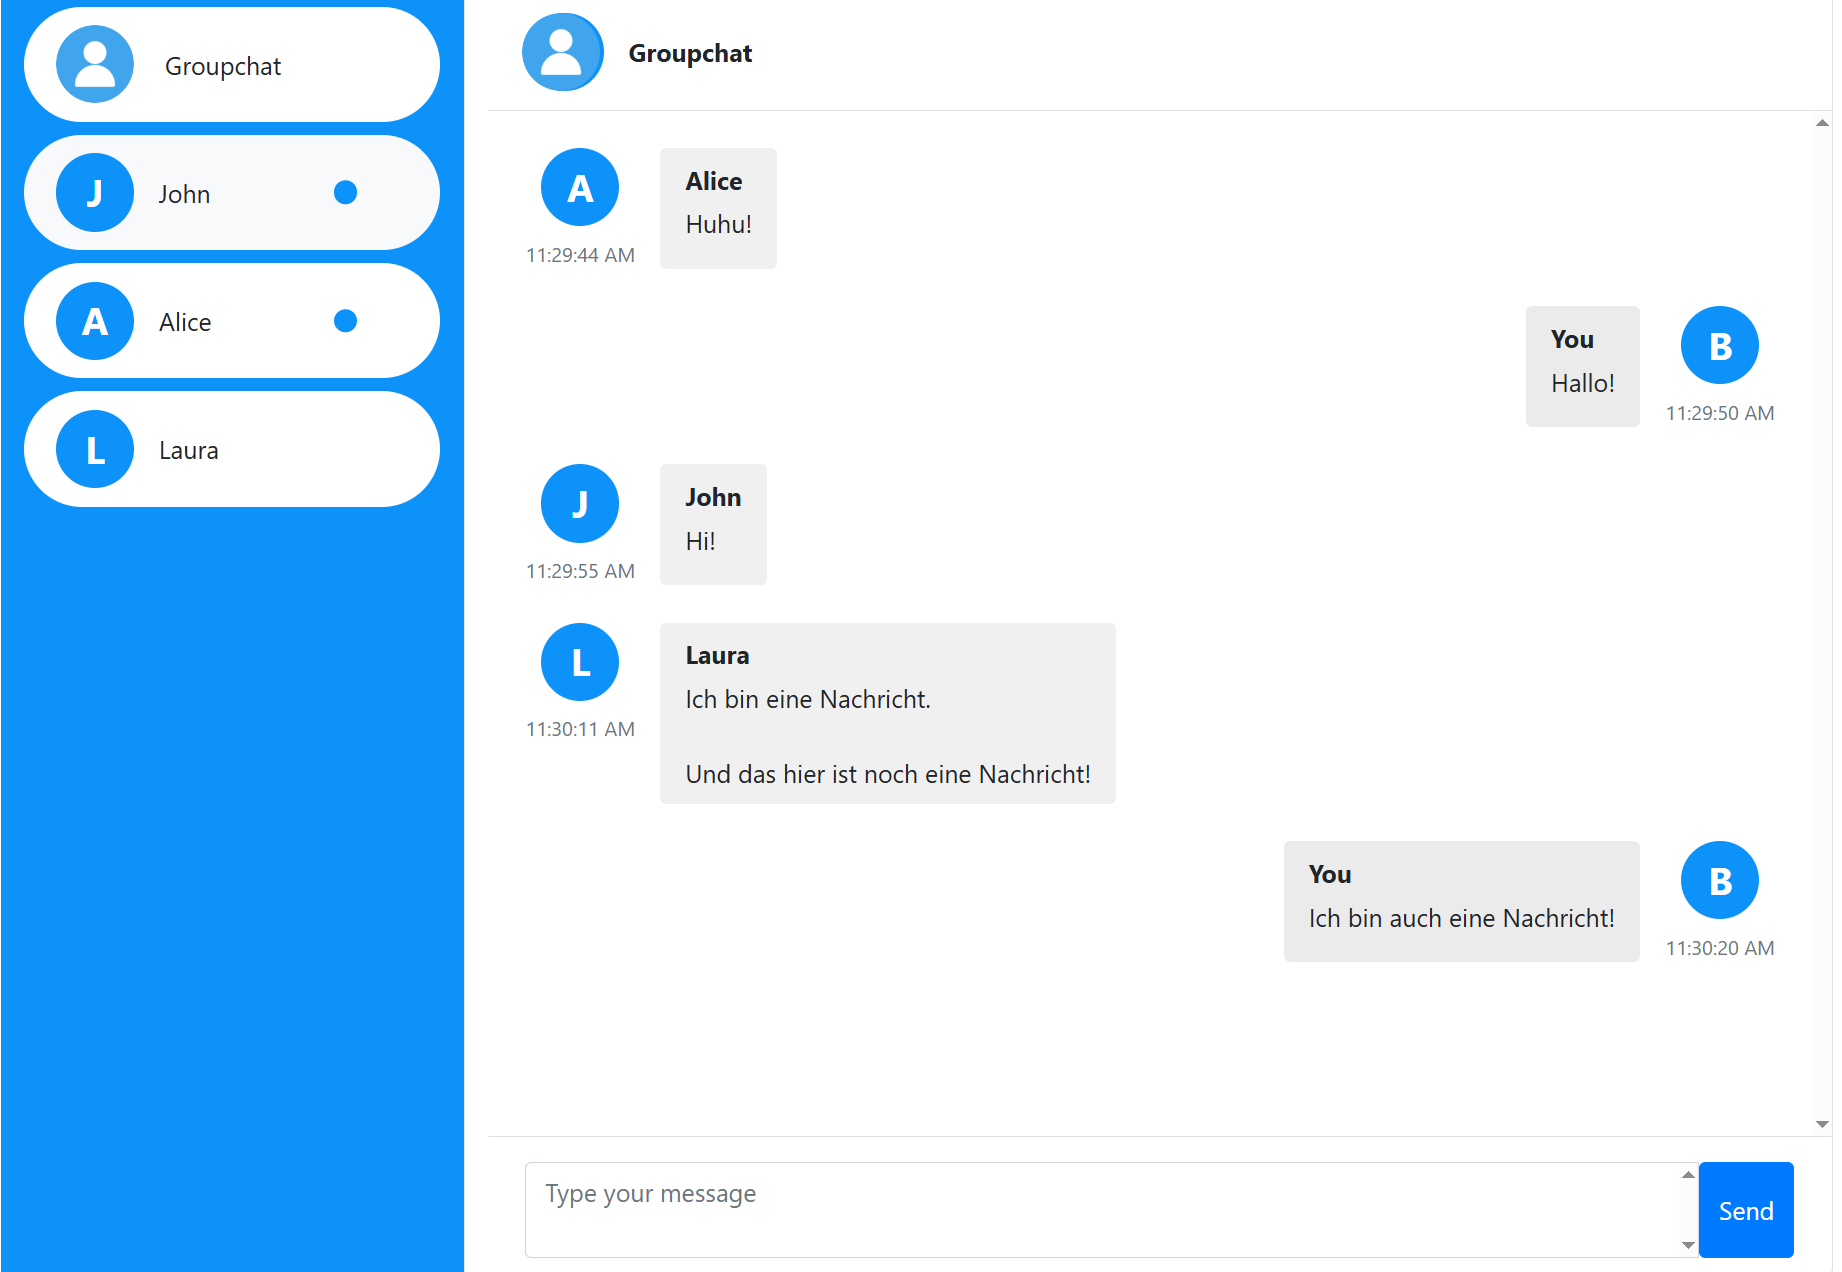 Groupchat
J
John
A
Alice
L
Laura
Groupchat
A
11:29:44 AM
Alice
Huhu!
You
Hallo!
B
11:29:50 AM
J
11:29:55 AM
John
Hi!
L
11:30:11 AM
Laura
Ich bin eine Nachricht.
Und das hier ist noch eine Nachricht!
You
Ich bin auch eine Nachricht!
B
11:30:20 AM
Type your message
Send